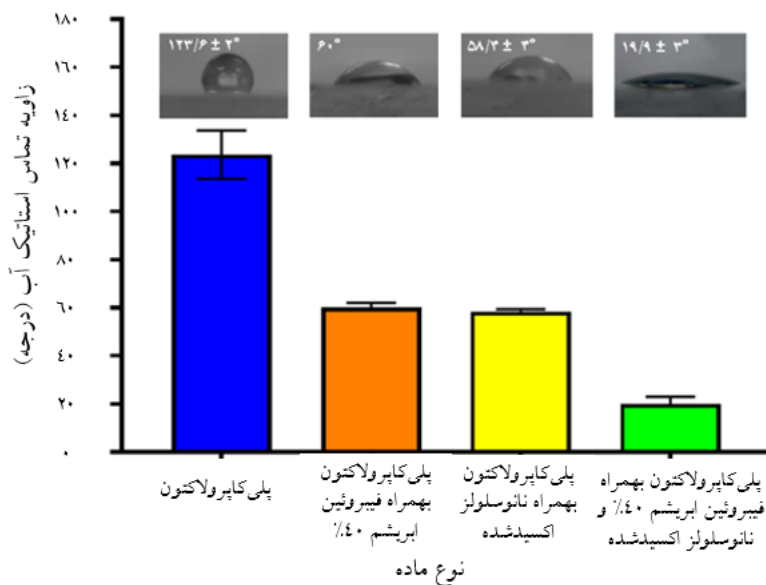 زاویه تماس استاتیک آب (درجه)
۱۸۰
۱۶۰
۱۴۰
۱۲۰
۱۰۰
۸۰
۶۰
۴۰
۲۰
۰
۱۲۳/۶ ± ۲°
۶۰°
۵۸/۴ ± ۳°
۱۹/۹ ± ۳°
پلی‌کاپرولاکتون
پلی‌کاپرولاکتون
بهمراه فیبروئین
ابریشم ۴۰٪
پلی‌کاپرولاکتون
بهمراه نانوسلولز
اکسیدشده
پلی‌کاپرولاکتون بهمراه
فیبروئین ابریشم ۴۰٪ و
نانوسلولز اکسیدشده
نوع ماده